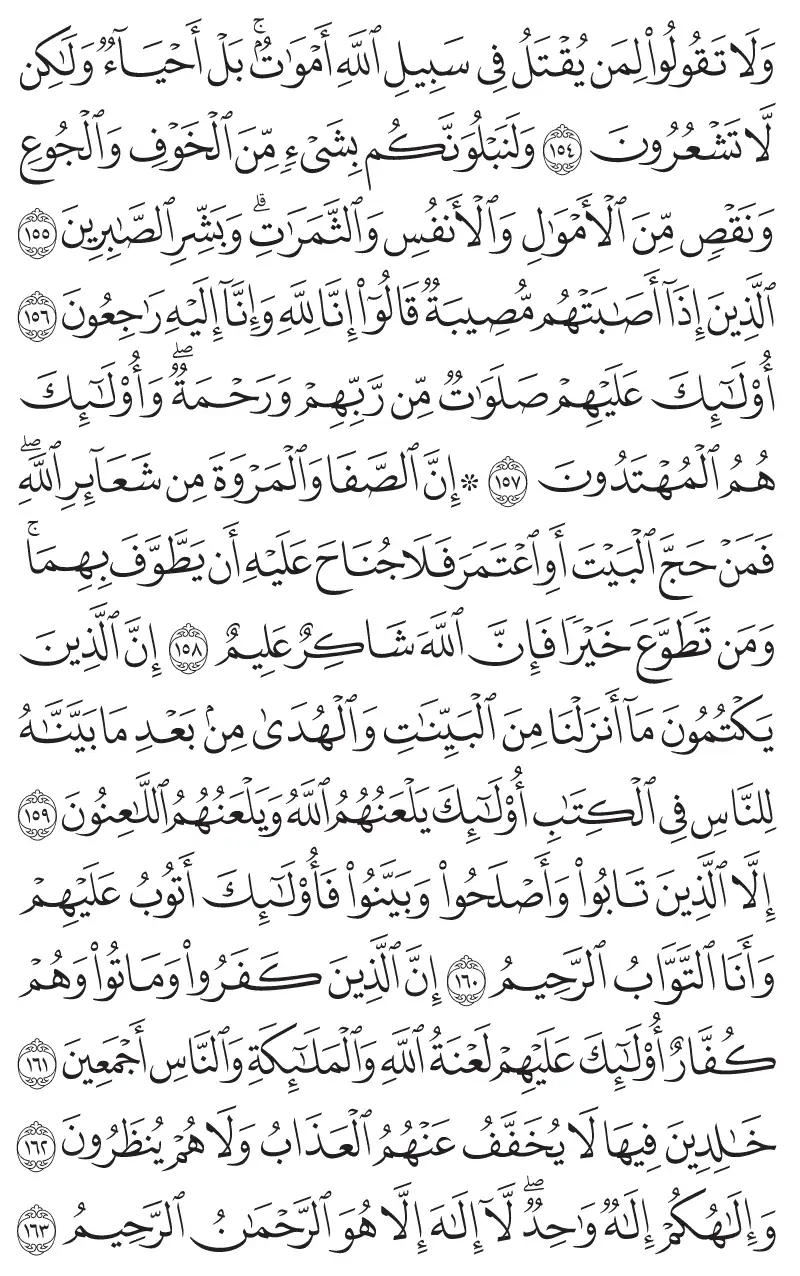 وَلَا تَقُولُوا۟ لِمَن يُقْتَلُ فِى سَبِيلِ ٱللَّهِ أَمْوَٰتٌۢ ۚ بَلْ أَحْيَآءٌ وَلَـٰكِن
لَّا تَشْعُرُونَ ١٥٤ وَلَنَبْلُوَنَّكُم بِشَىْءٍ مِّنَ ٱلْخَوْفِ وَٱلْجُوعِ
وَنَقْصٍ مِّنَ ٱلْأَمْوَٰلِ وَٱلْأَنفُسِ وَٱلثَّمَرَٰتِ ۗ وَبَشِّرِ ٱلصَّـٰبِرِينَ ١٥٥
ٱلَّذِينَ إِذَآ أَصَـٰبَتْهُم مُّصِيبَةٌ قَالُوٓا۟ إِنَّا لِلَّهِ وَإِنَّآ إِلَيْهِ رَٰجِعُونَ ١٥٦
أُو۟لَـٰٓئِكَ عَلَيْهِمْ صَلَوَٰتٌ مِّن رَّبِّهِمْ وَرَحْمَةٌ ۖ وَأُو۟لَـٰٓئِكَ
هُمُ ٱلْمُهْتَدُونَ ١٥٧ ۞ إِنَّ ٱلصَّفَا وَٱلْمَرْوَةَ مِن شَعَآئِرِ ٱللَّهِ ۖ
فَمَنْ حَجَّ ٱلْبَيْتَ أَوِ ٱعْتَمَرَ فَلَا جُنَاحَ عَلَيْهِ أَن يَطَّوَّفَ بِهِمَا ۚ
وَمَن تَطَوَّعَ خَيْرًا فَإِنَّ ٱللَّهَ شَاكِرٌ عَلِيمٌ ١٥٨ إِنَّ ٱلَّذِينَ
يَكْتُمُونَ مَآ أَنزَلْنَا مِنَ ٱلْبَيِّنَـٰتِ وَٱلْهُدَىٰ مِنۢ بَعْدِ مَا بَيَّنَّـٰهُ
لِلنَّاسِ فِى ٱلْكِتَـٰبِ أُو۟لَـٰٓئِكَ يَلْعَنُهُمُ ٱللَّهُ وَيَلْعَنُهُمُ ٱللَّـٰعِنُونَ ١٥٩
إِلَّا ٱلَّذِينَ تَابُوا۟ وَأَصْلَحُوا۟ وَبَيَّنُوا۟ فَأُو۟لَـٰٓئِكَ أَتُوبُ عَلَيْهِمْ
وَأَنَا ٱلتَّوَّابُ ٱلرَّحِيمُ ١٦٠ إِنَّ ٱلَّذِينَ كَفَرُوا۟ وَمَاتُوا۟ وَهُمْ
كُفَّارٌ أُو۟لَـٰٓئِكَ عَلَيْهِمْ لَعْنَةُ ٱللَّهِ وَٱلْمَلَـٰٓئِكَةِ وَٱلنَّاسِ أَجْمَعِينَ ١٦١
خَـٰلِدِينَ فِيهَا لَا يُخَفَّفُ عَنْهُمُ ٱلْعَذَابُ وَلَا هُمْ يُنظَرُونَ ١٦٢
وَإِلَـٰهُكُمْ إِلَـٰهٌ وَٰحِدٌ ۖ لَّآ إِلَـٰهَ إِلَّا هُوَ ٱلرَّحْمَـٰنُ ٱلرَّحِيمُ ١٦٣